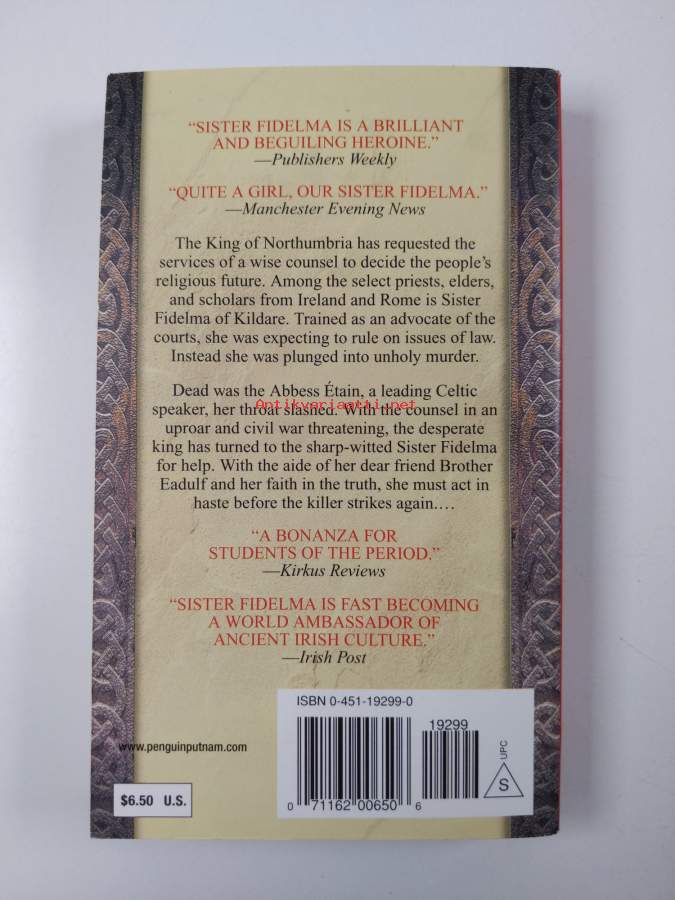 “SISTER FIDELMA IS A BRILLIANT
AND BEGUILING HEROINE.”
—Publishers Weekly
“QUITE A GIRL, OUR SISTER FIDELMA.”
—Manchester Evening News
The King of Northumbria has requested the
services of a wise counsel to decide the people’s
religious future. Among the select priests, elders,
and scholars from Ireland and Rome is Sister
Fidelma of Kildare. Trained as an advocate of the
courts, she was expecting to rule on issues of law.
Instead she was plunged into unholy murder.
Dead was the Abbess Étain, a leading Celtic
speaker, her throat slashed. With the counsel in an
Antikvariaatti.net
uproar and civil war threatening, the desperate
king has turned to the sharp-witted Sister Fidelma
for help. With the aide of her dear friend Brother
Eadulf and her faith in the truth, she must act in
haste before the killer strikes again.…
“A BONANZA FOR
STUDENTS OF THE PERIOD.”
—Kirkus Reviews
“SISTER FIDELMA IS FAST BECOMING
A WORLD AMBASSADOR OF
ANCIENT IRISH CULTURE.”
—Irish Post
ISBN 0-451-19299-0
19299
UPC
S
0 71162 00650 6
www.penguinputnam.com
$6.50 U.S.